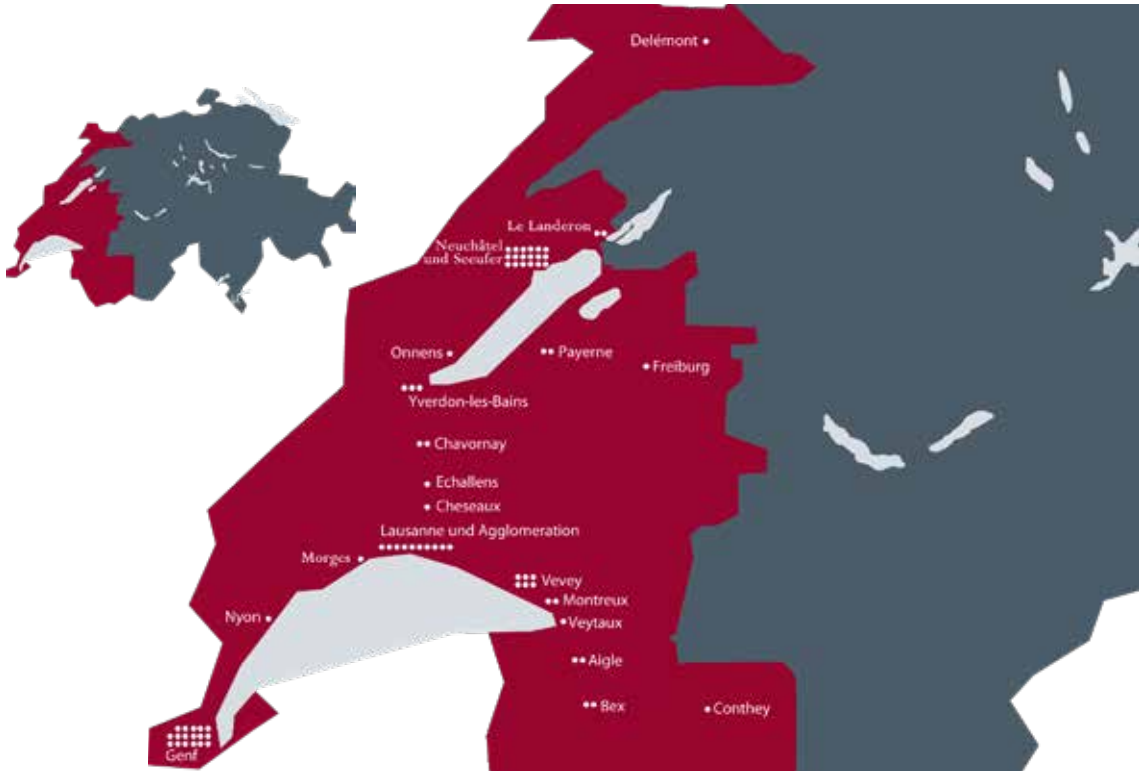 Delémont
Le Landeron
Neuchâtel
und Seeufer
Onnens
Payerne
Freiburg
Yverdon-les-Bains
Chavornay
Echallens
Cheseaux
Lausanne und Agglomeration
Morges
Vevey
Montreux
Nyon
Veytaux
Aigle
Bex
Conthey
Genf